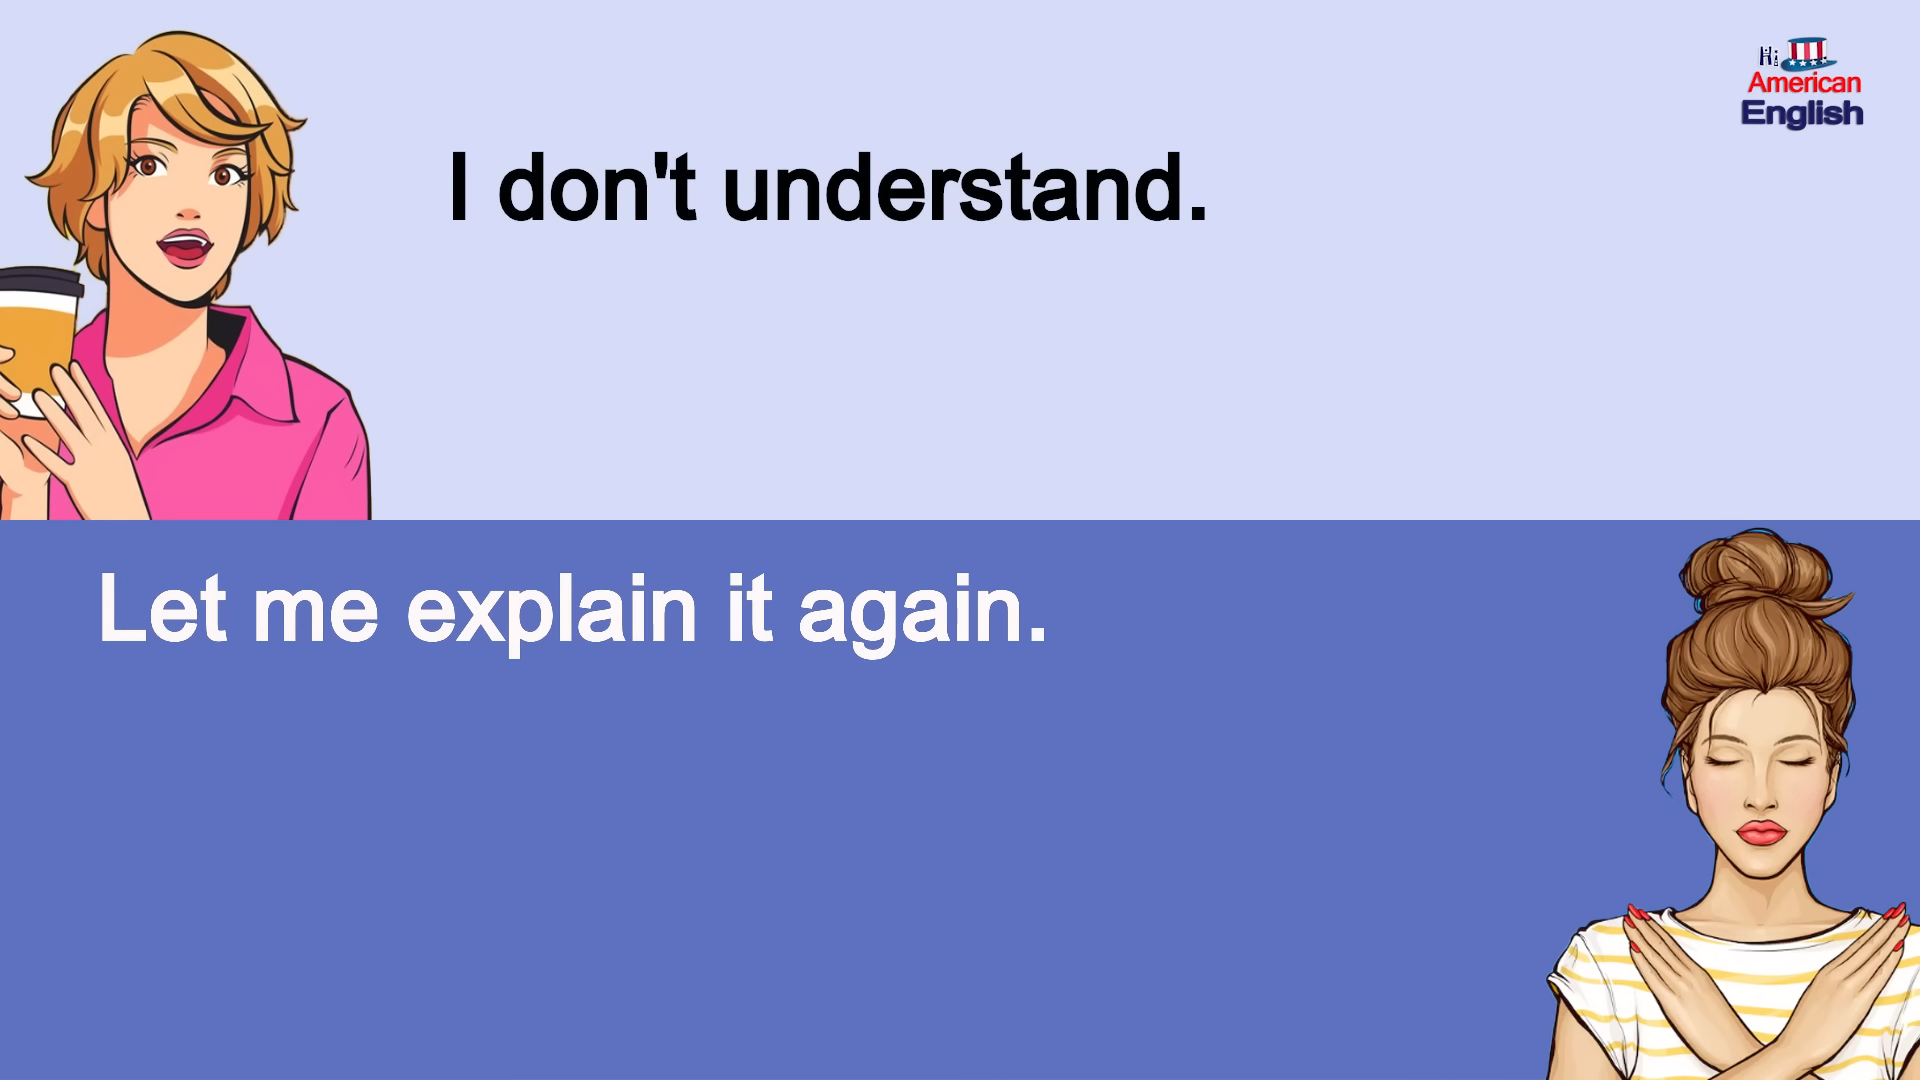 Hi
American
English
I don't understand.
Let me explain it again.